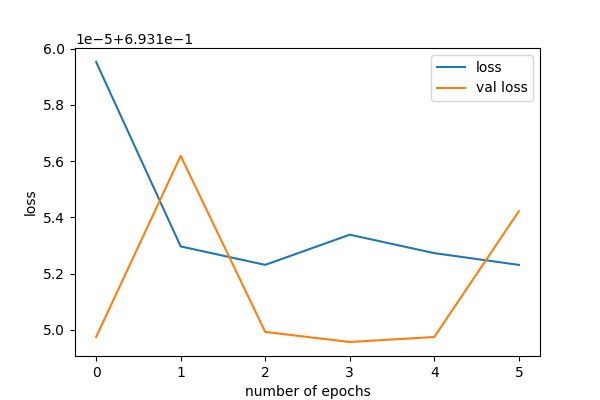 1e−5+6.931e−1
6.0
5.8
5.6
5.4
5.2
5.0
loss
loss
val loss
0 1 2 3 4 5
number of epochs